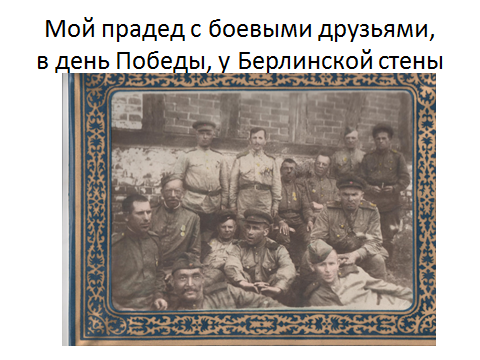 Мой прадед с боевыми друзьями,
в день Победы, у Берлинской стены